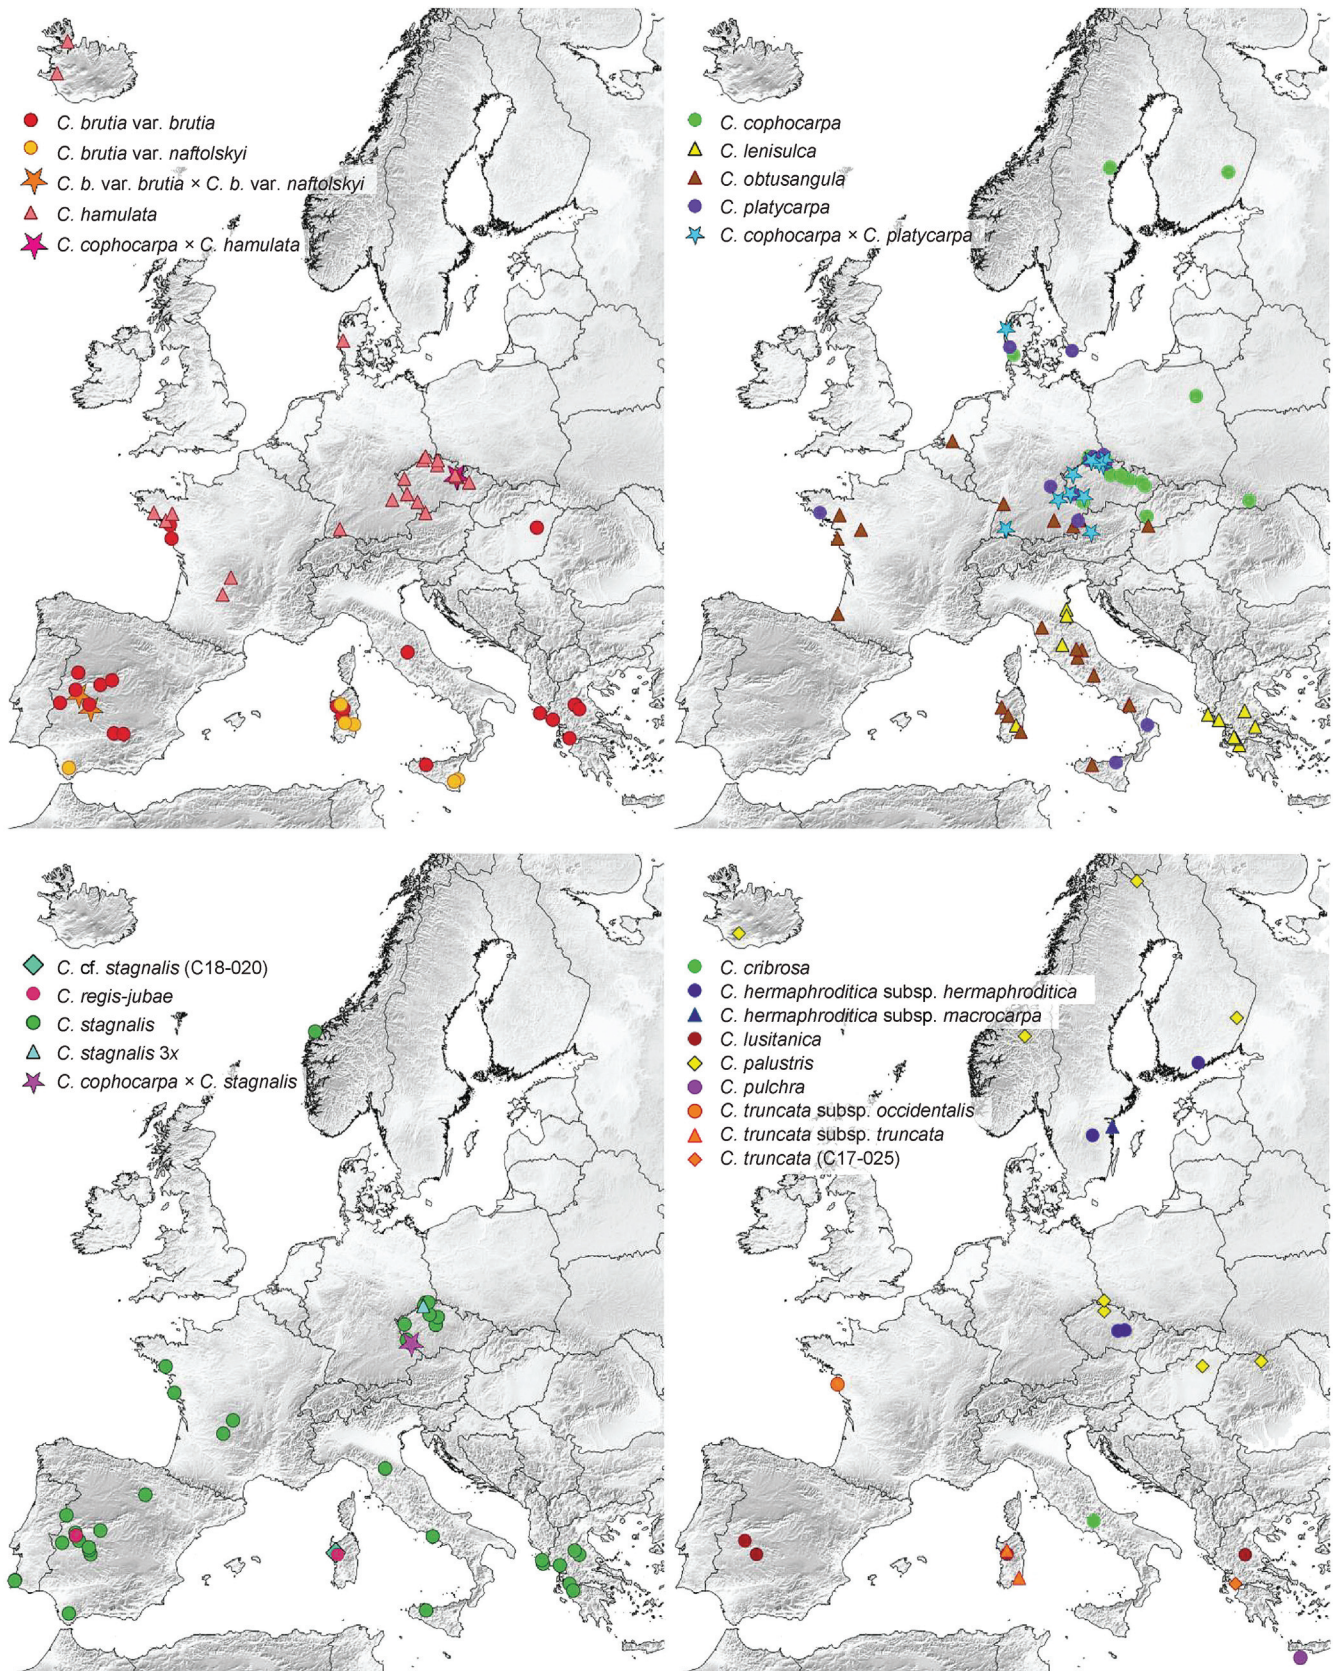 C. brutia var. brutia
C. brutia var. naftolskyi
C. b. var. brutia × C. b. var. naftolskyi
C. hamulata
C. cophocarpa × C. hamulata
C. cophocarpa
C. lenisulca
C. obtusangula
C. platycarpa
C. cophocarpa × C. platycarpa
C. cf. stagnalis (C18-020)
C. regis-jubae
C. stagnalis
C. stagnalis 3x
C. cophocarpa × C. stagnalis
C. cribrosa
C. hermaphroditica subsp. hermaphroditica
C. hermaphroditica subsp. macrocarpa
C. lusitanica
C. palustris
C. pulchra
C. truncata subsp. occidentalis
C. truncata subsp. truncata
C. truncata (C17-025)